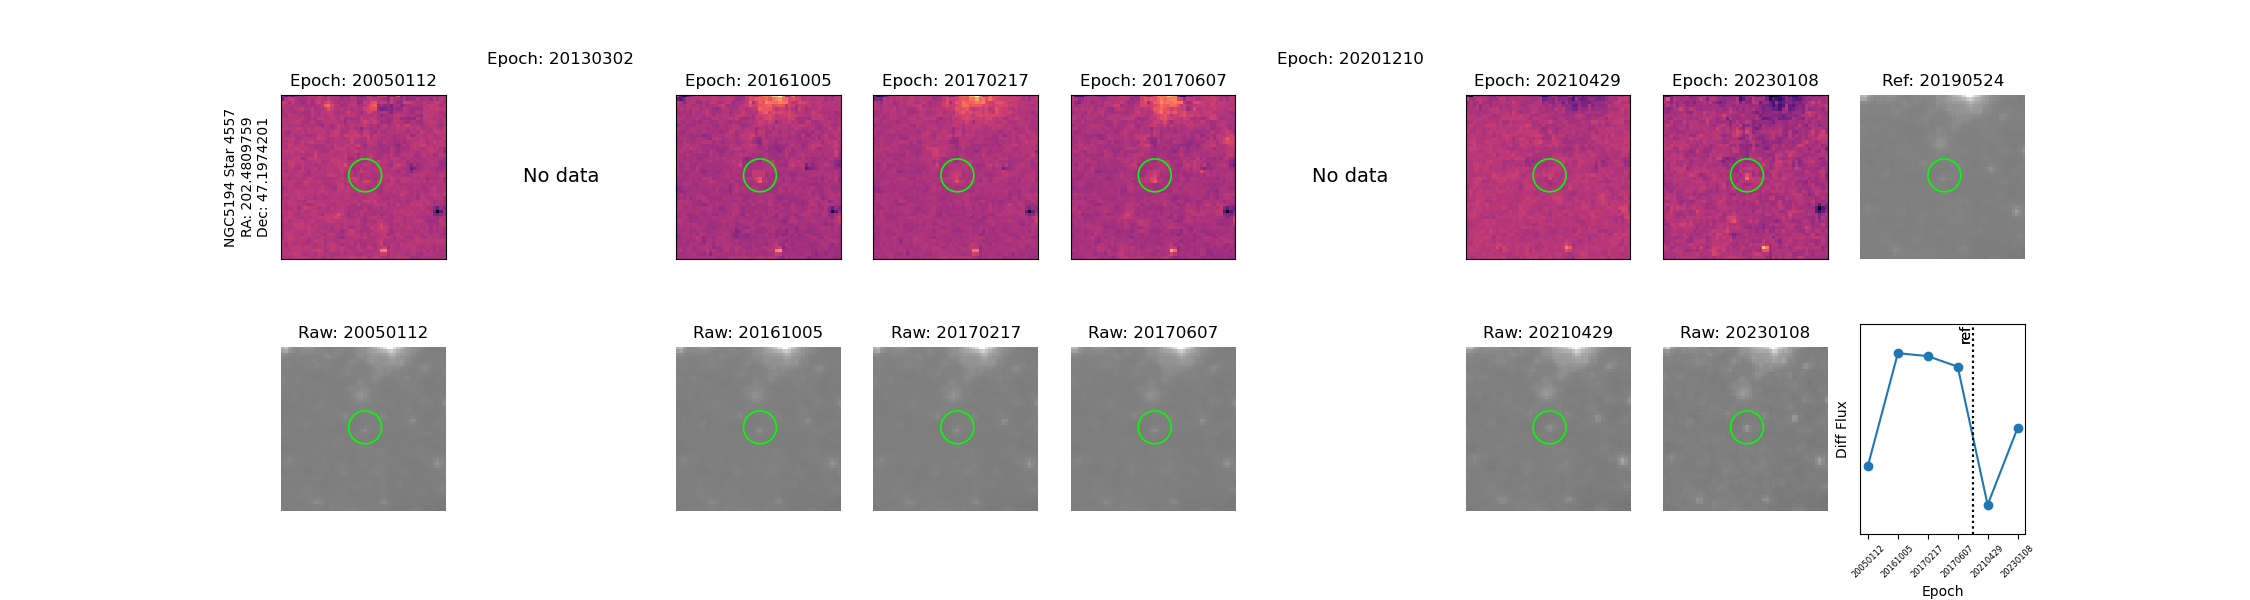 Epoch: 20130302
Epoch: 20201210
Epoch: 20050112
Epoch: 20161005
Epoch: 20170217
Epoch: 20170607
Epoch: 20210429
Epoch: 20230108
Ref: 20190524
NGC5194 Star 4557
RA: 202.4809759
Dec: 47.1974201
No data
No data
Raw: 20050112
Raw: 20161005
Raw: 20170217
Raw: 20170607
Raw: 20210429
Raw: 20230108
ref
Diff Flux
20050112
20161005
20170217
20170607
20210429
20230108
Epoch